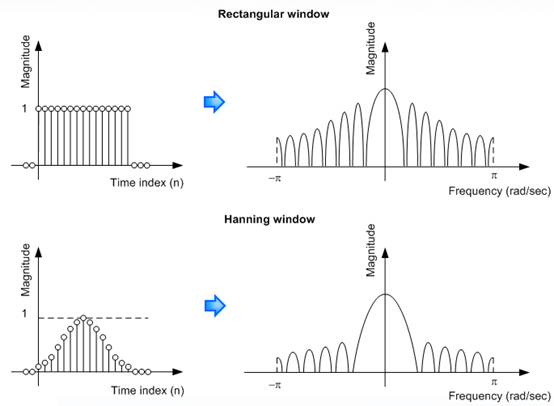 Rectangular window
Magnitude
1
Time index (n)
Magnitude
−π
π
Frequency (rad/sec)
Hanning window
Magnitude
1
Time index (n)
Magnitude
−π
π
Frequency (rad/sec)